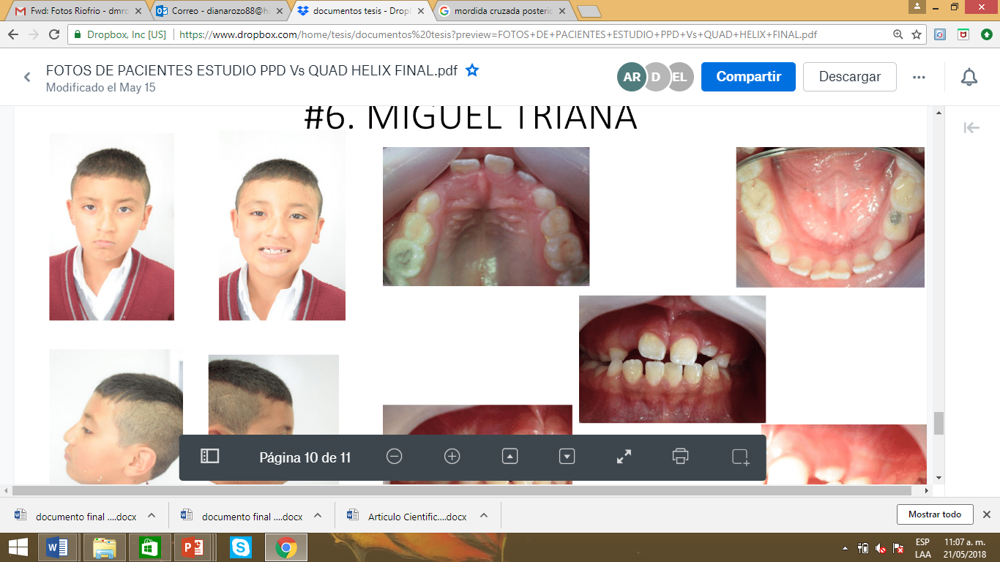 Fwd: Fotos Riofrio - dmrc
Correo - dianarozo88@h
documentos tesis - Dropb
mordida cruzada posterio
Dropbox, Inc [US]
https://www.dropbox.com/home/tesis/documentos%20tesis?preview=FOTOS+DE+PACIENTES+ESTUDIO+PPD+Vs+QUAD+HELIX+FINAL.pdf
FOTOS DE PACIENTES ESTUDIO PPD Vs QUAD HELIX FINAL.pdf
Modificado el May 15
AR D EL
Compartir
Descargar
#6. MIGUEL TRIANA
Página 10 de 11
documento final ....docx
documento final ....docx
Articulo Cientific....docx
Mostrar todo
ESP
LAA
11:07 a. m.
21/05/2018